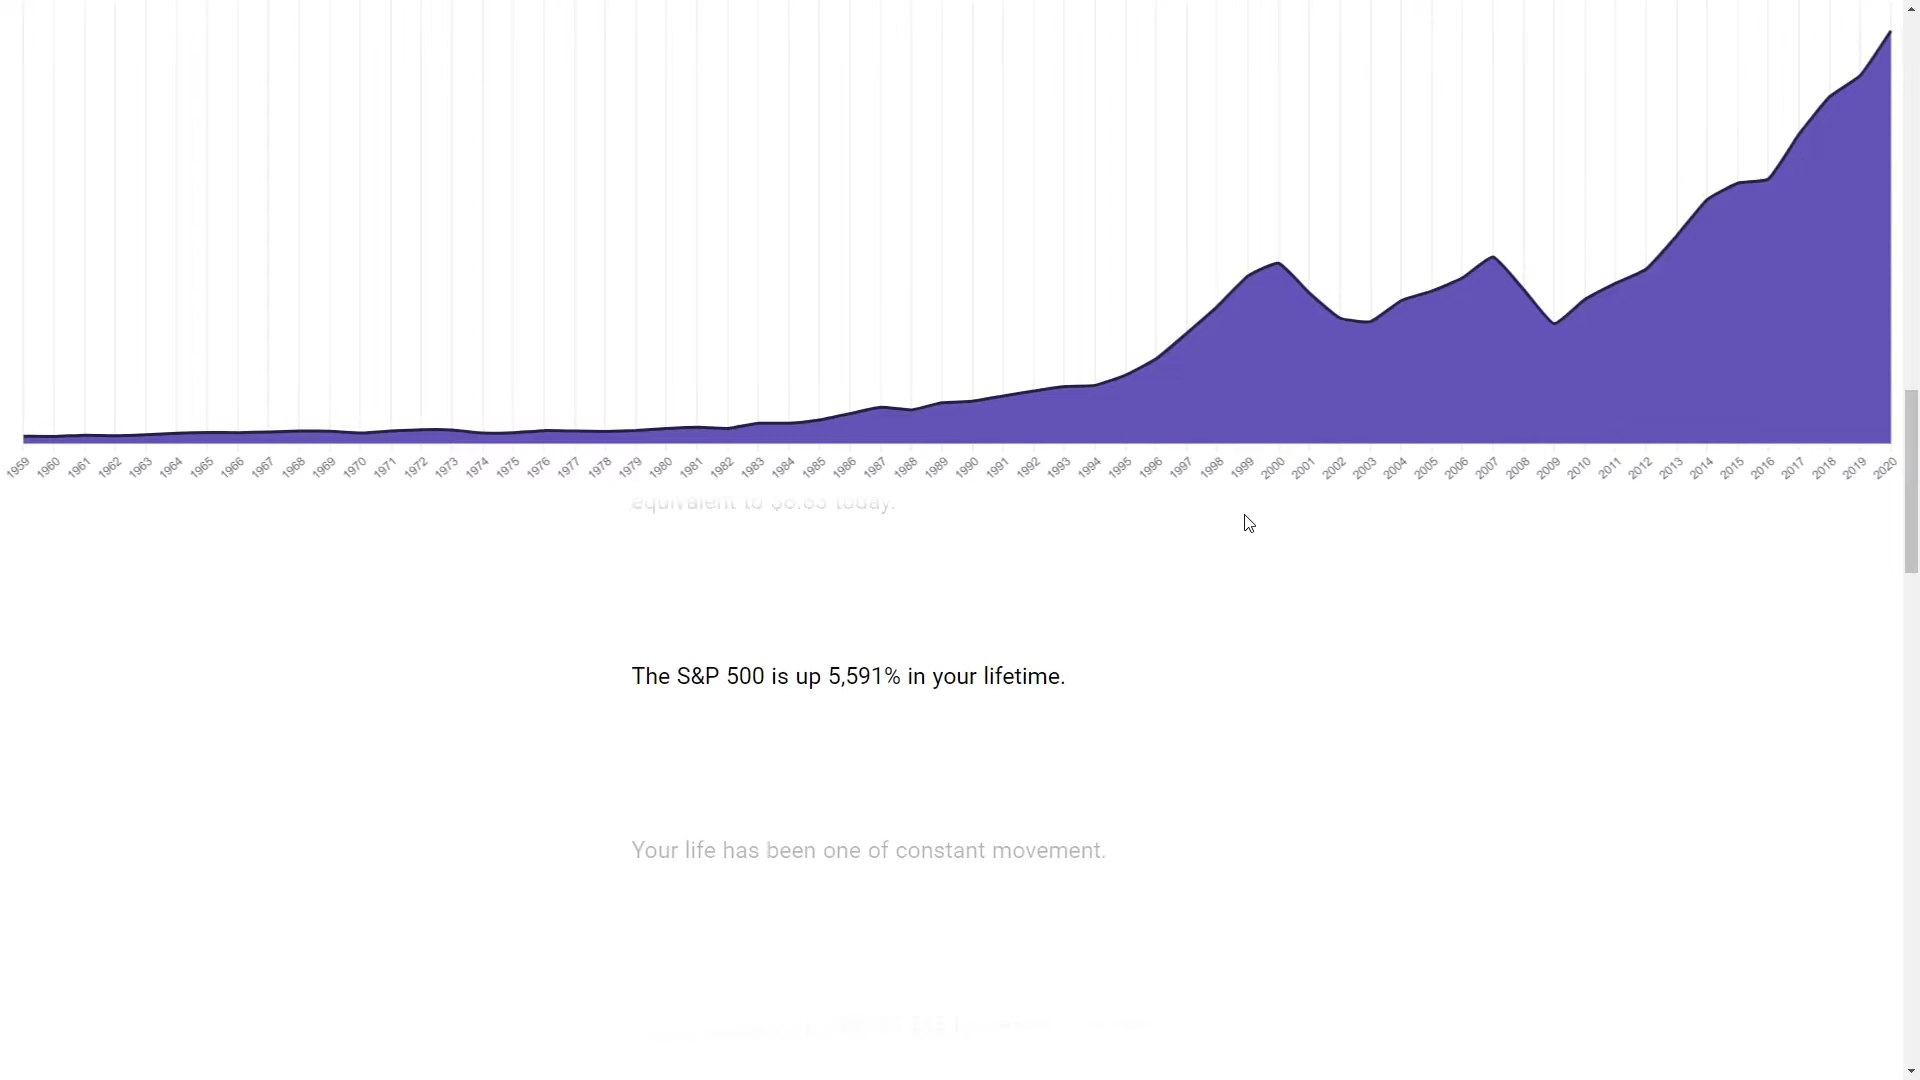 1959 1960 1961 1962 1963 1964 1965 1966 1967 1968 1969 1970 1971 1972 1973 1974 1975 1976 1977 1978 1979 1980 1981 1982 1983 1984 1985 1986 1987 1988 1989 1990 1991 1992 1993 1994 1995 1996 1997 1998 1999 2000 2001 2002 2003 2004 2005 2006 2007 2008 2009 2010 2011 2012 2013 2014 2015 2016 2017 2018 2019 2020
equivalent to $8.83 today.
The S&P 500 is up 5,591% in your lifetime.
Your life has been one of constant movement.